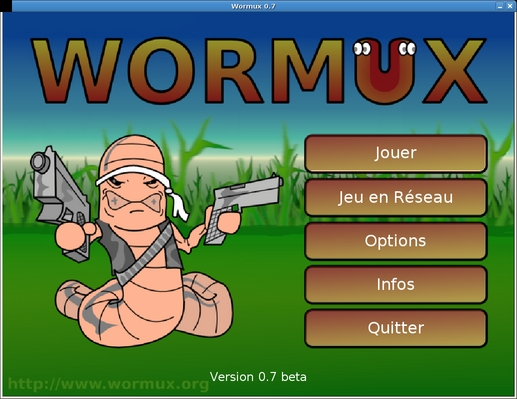 Wormux 0.7
WORMUX
Jouer
Jeu en Réseau
Options
Infos
Quitter
Version 0.7 beta
http://www.wormux.org